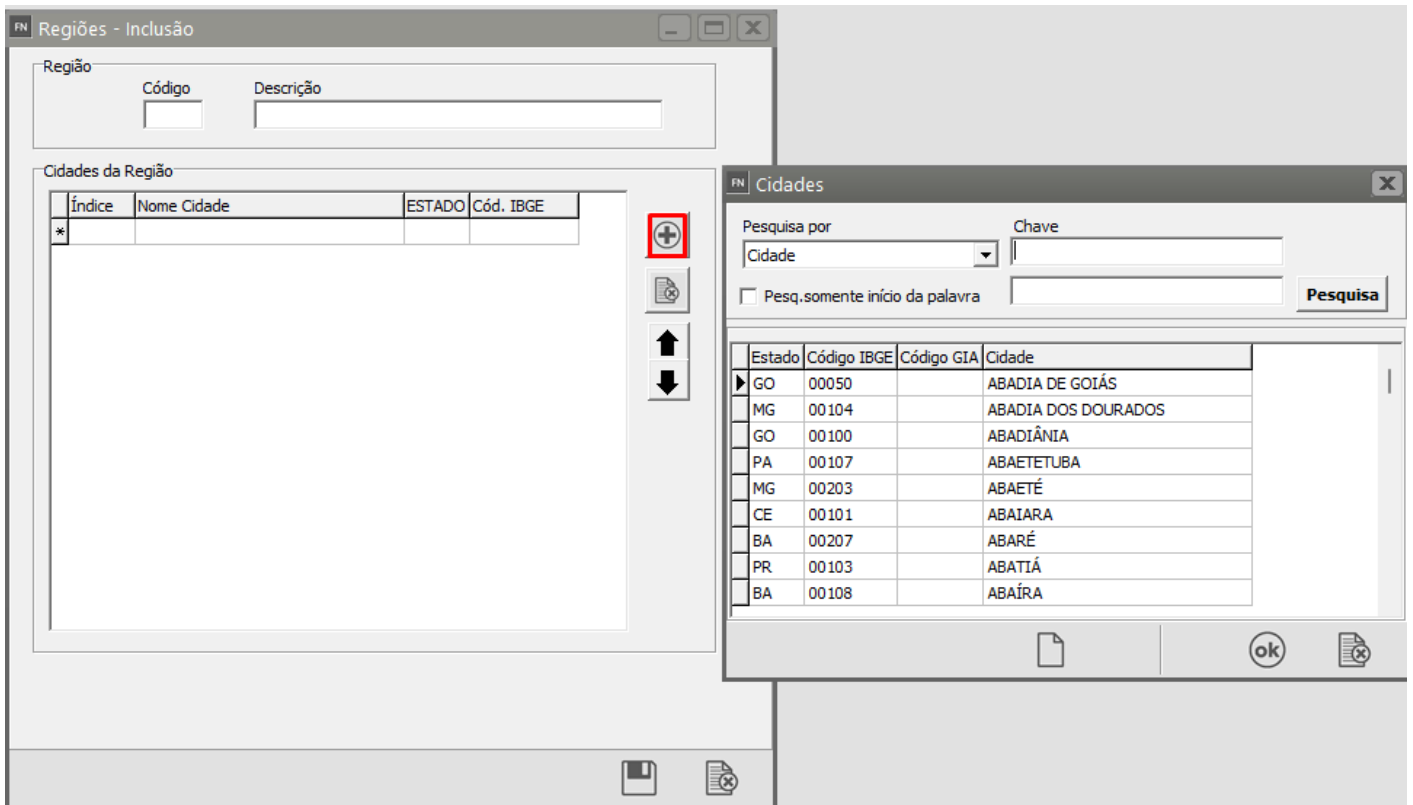 FN Regiões - Inclusão
Região
Código Descrição
Cidades da Região
Índice Nome Cidade ESTADO Cód. IBGE
*
FN Cidades
Pesquisa por Chave
Cidade
Pesq.somente início da palavra Pesquisa
Estado Código IBGE Código GIA Cidade
GO 00050 ABADIA DE GOIÁS
MG 00104 ABADIA DOS DOURADOS
GO 00100 ABADIÂNIA
PA 00107 ABAETETUBA
MG 00203 ABAETÉ
CE 00101 ABAIARA
BA 00207 ABARÉ
PR 00103 ABATIÁ
BA 00108 ABAÍRA
ok